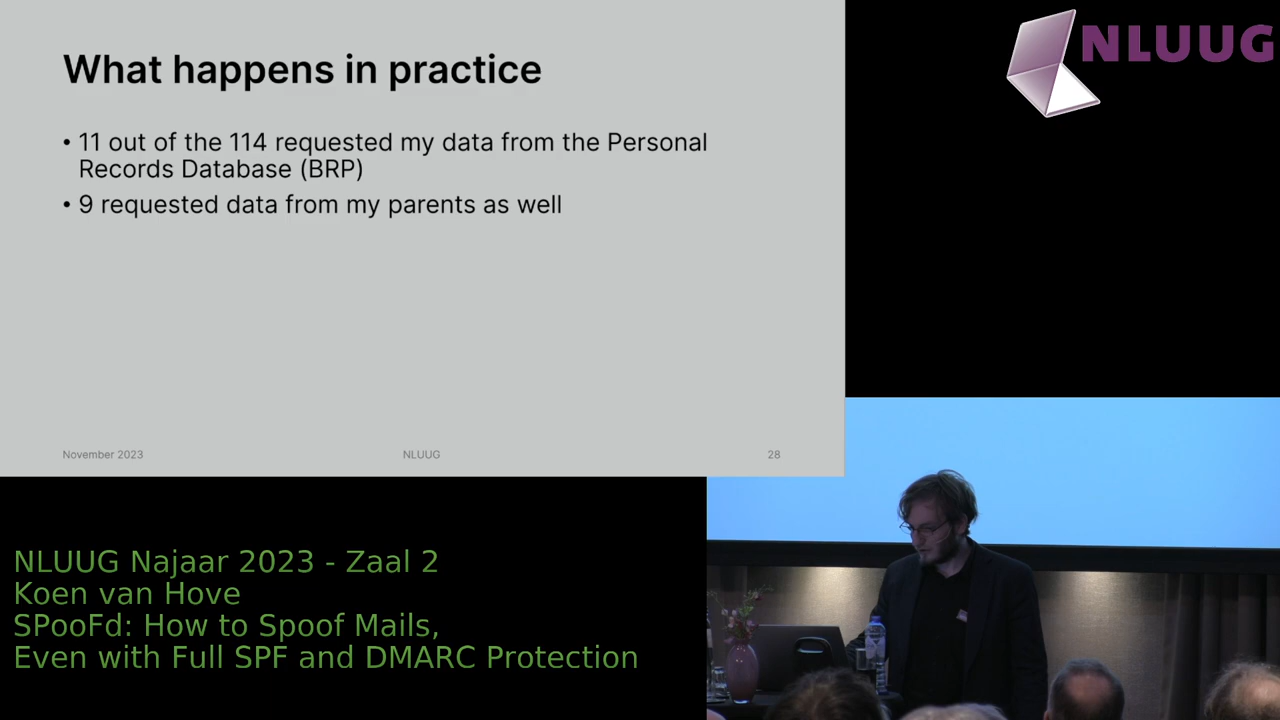 What happens in practice
• 11 out of the 114 requested my data from the Personal
Records Database (BRP)
• 9 requested data from my parents as well
November 2023 NLUUG 28
NLUUG
NLUUG Najaar 2023 - Zaal 2
Koen van Hove
SPooFd: How to Spoof Mails,
Even with Full SPF and DMARC Protection